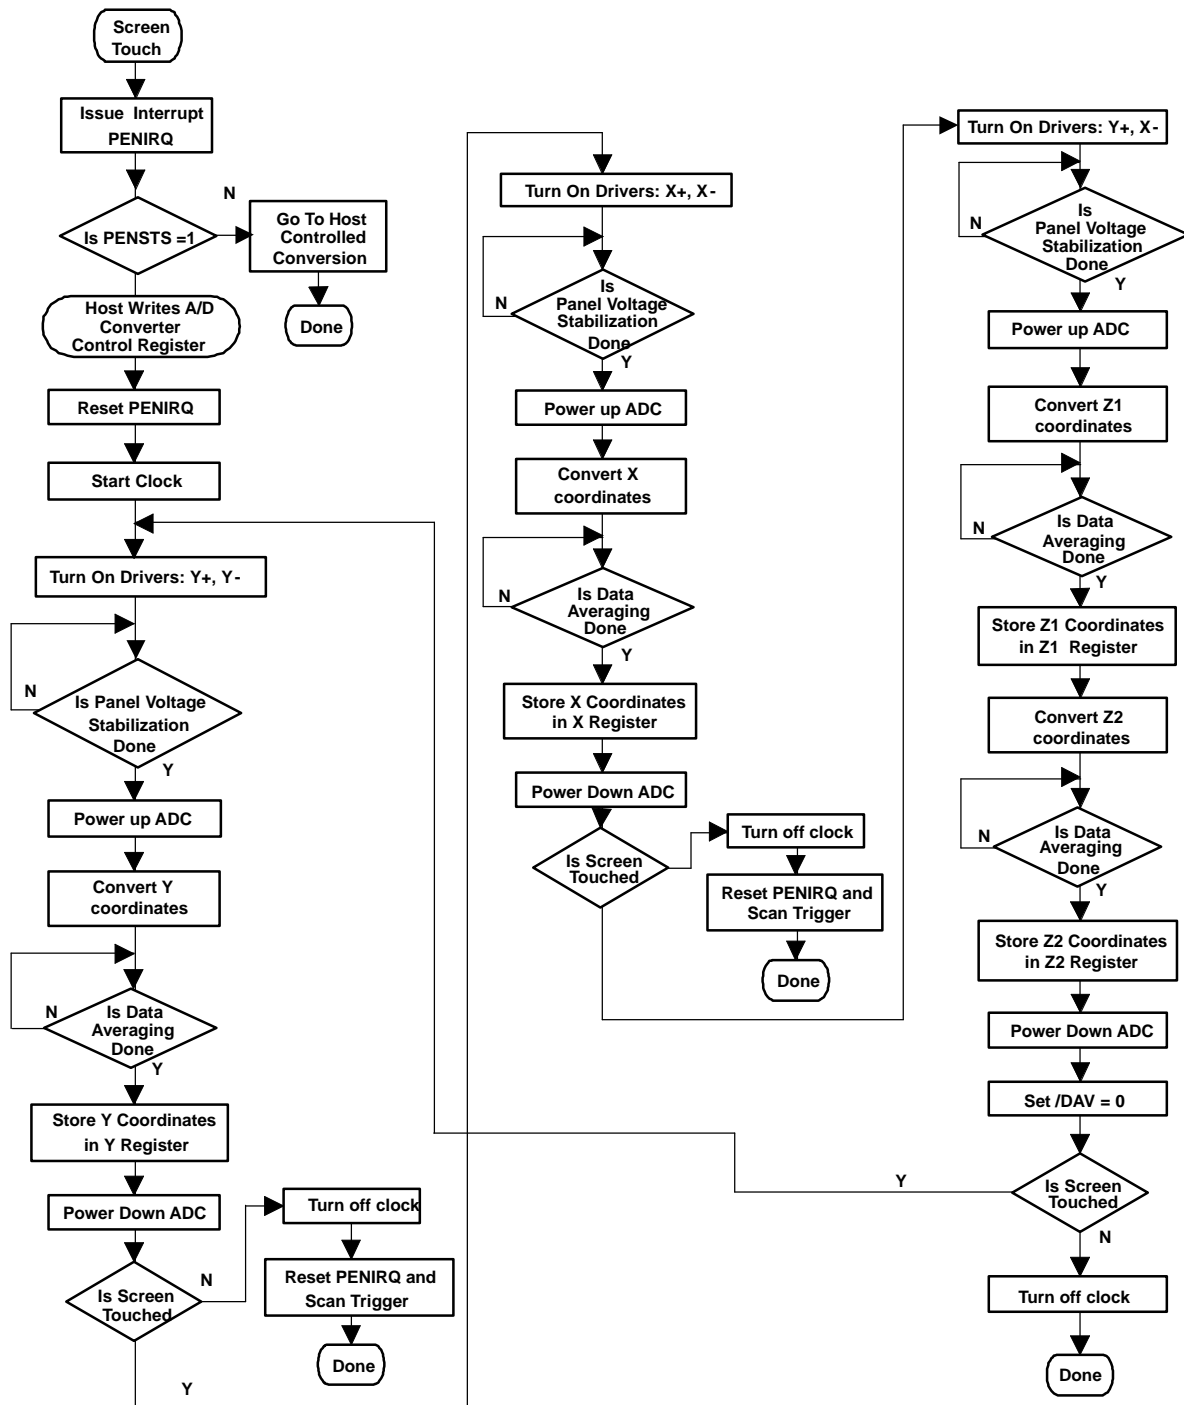 Screen
Touch
Issue Interrupt
PENIRQ
Is PENSTS =1
N
Go To Host
Controlled
Conversion
Done
Host Writes A/D
Converter
Control Register
Reset PENIRQ
Start Clock
Turn On Drivers: Y+, Y-
N
Is Panel Voltage
Stabilization
Done
Y
Power up ADC
Convert Y
coordinates
N
Is Data
Averaging
Done
Y
Store Y Coordinates
in Y Register
Power Down ADC
Is Screen
Touched
N
Turn off clock
Reset PENIRQ and
Scan Trigger
Done
Y
Turn On Drivers: X+, X-
N
Is
Panel Voltage
Stabilization
Done
Y
Power up ADC
Convert X
coordinates
N
Is Data
Averaging
Done
Y
Store X Coordinates
in X Register
Power Down ADC
Is Screen
Touched
Turn off clock
Reset PENIRQ and
Scan Trigger
Done
Turn On Drivers: Y+, X-
N
Is
Panel Voltage
Stabilization
Done
Y
Power up ADC
Convert Z1
coordinates
N
Is Data
Averaging
Done
Y
Store Z1 Coordinates
in Z1 Register
Convert Z2
coordinates
N
Is Data
Averaging
Done
Y
Store Z2 Coordinates
in Z2 Register
Power Down ADC
Set /DAV = 0
Y
Is Screen
Touched
N
Turn off clock
Done